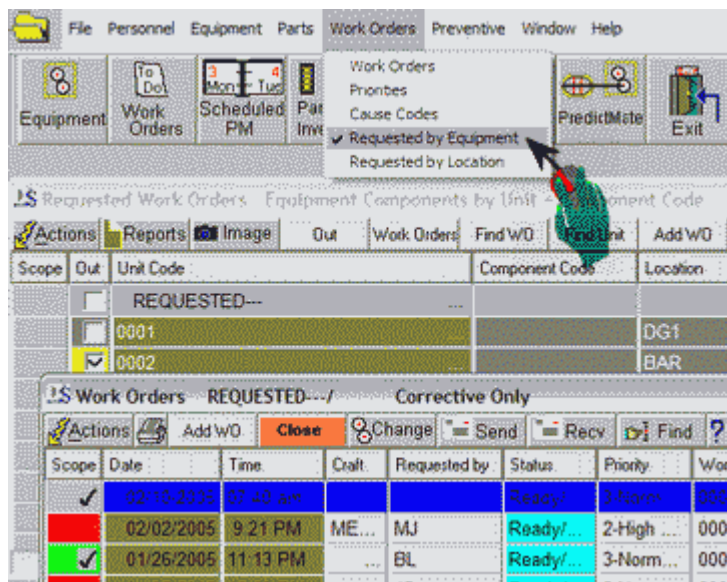 File Personnel Equipment Parts Work Orders Preventive Window Help
Work Orders
Priorities
Cause Codes
Requested by Equipment
Requested by Location
Equipment
To Do
Work Orders
3 4
Mon Tue
Scheduled PM
PredictMate
Exit
Requested Work Orders Equipment Components by Unit
Actions Reports Image Out Work Orders Find WO Find Unit Add WO
Scope Out Unit Code Component Code Location
REQUESTED--- ...
0001 DG1
0002 BAR
Work Orders REQUESTED---/ Corrective Only
Actions Add WO Close Change Send Recv Find ?
Scope Date Time Craft Requested by Status Priority
02/02/2005 9:21 PM ME... MJ Ready/... 2-High ... 000
01/26/2005 11:13 PM ... BL Ready/... 3-Norm... 000